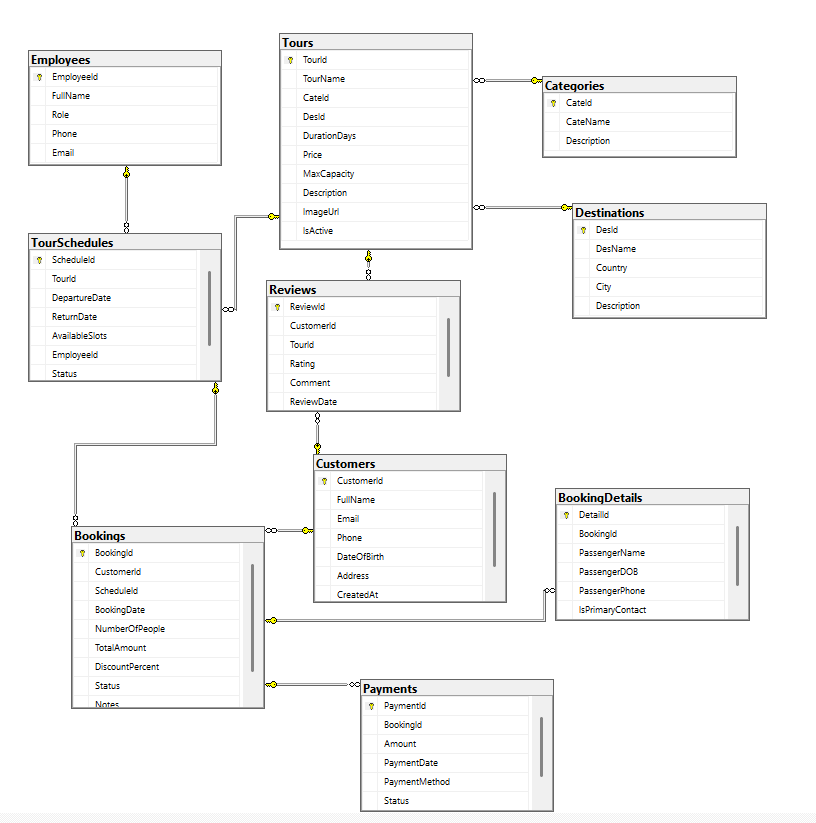 Employees
EmployeeId
FullName
Role
Phone
Email
Tours
TourId
TourName
CateId
DesId
DurationDays
Price
MaxCapacity
Description
ImageUrl
IsActive
Categories
CateId
CateName
Description
Destinations
DesId
DesName
Country
City
Description
TourSchedules
ScheduleId
TourId
DepartureDate
ReturnDate
AvailableSlots
EmployeeId
Status
Reviews
ReviewId
CustomerId
TourId
Rating
Comment
ReviewDate
Customers
CustomerId
FullName
Email
Phone
DateOfBirth
Address
CreatedAt
BookingDetails
DetailId
BookingId
PassengerName
PassengerDOB
PassengerPhone
IsPrimaryContact
Bookings
BookingId
CustomerId
ScheduleId
BookingDate
NumberOfPeople
TotalAmount
DiscountPercent
Status
Notes
Payments
PaymentId
BookingId
Amount
PaymentDate
PaymentMethod
Status